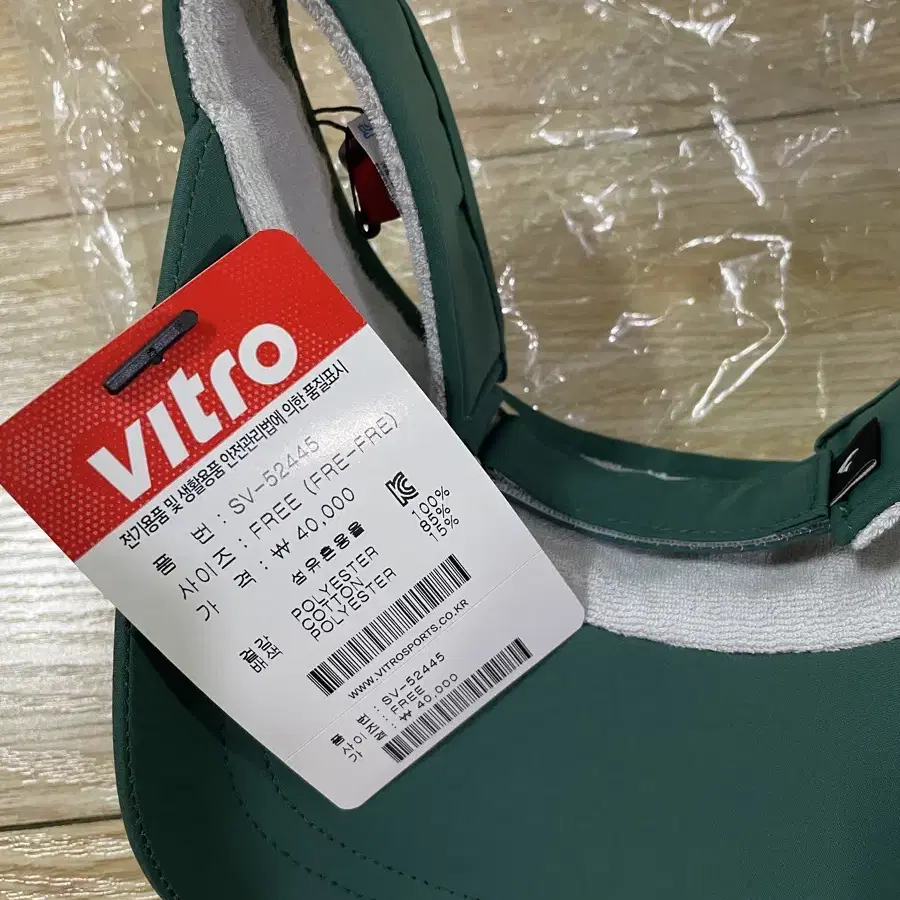 vitro
전기용품 및 생활용품 안전관리법에 의한 품질표시
품 번 : SV-52445
사이즈 : FREE (FRE-FRE)
가 격 : ₩ 40,000
섬유혼용율
겉감 POLYESTER 100%
배색 COTTON 85%
POLYESTER 15%
WWW.VITROSPORTS.CO.KR
품 번 : SV-52445
사이즈 : FREE
가 격 : ₩ 40,000